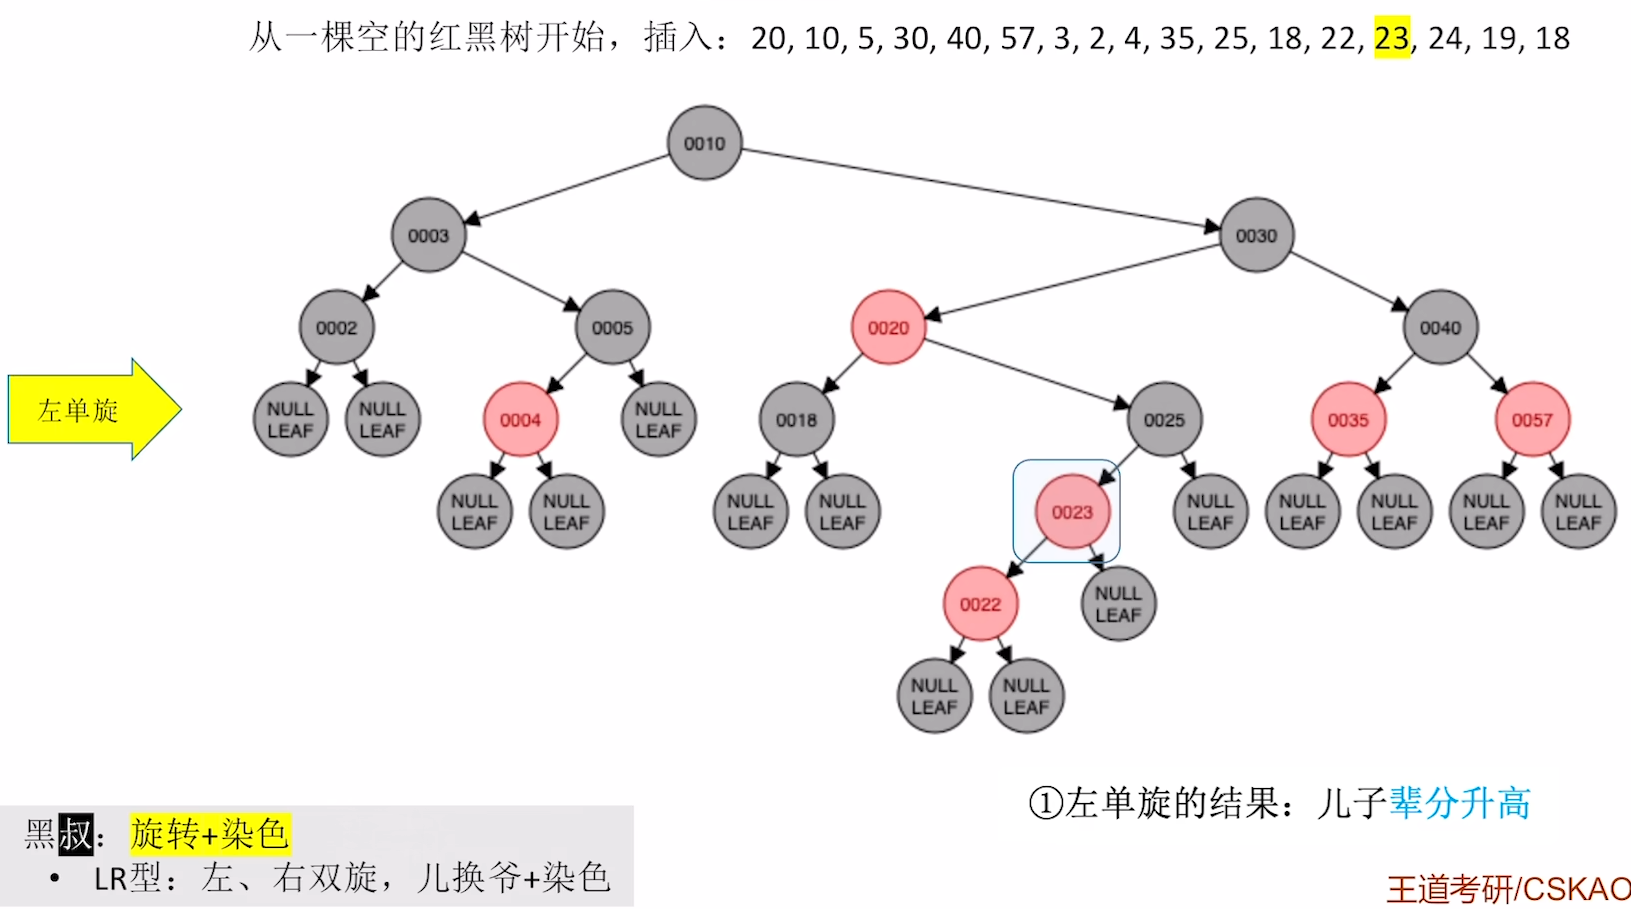 从一棵空的红黑树开始，插入：20, 10, 5, 30, 40, 57, 3, 2, 4, 35, 25, 18, 22, 23, 24, 19, 18
0010
0003
0030
0002
0005
0020
0040
左单旋
NULL
LEAF
NULL
LEAF
0004
NULL
LEAF
0018
0025
0035
0057
NULL
LEAF
NULL
LEAF
NULL
LEAF
NULL
LEAF
0023
NULL
LEAF
NULL
LEAF
NULL
LEAF
NULL
LEAF
NULL
LEAF
0022
NULL
LEAF
NULL
LEAF
NULL
LEAF
①左单旋的结果：儿子辈分升高
黑叔：旋转+染色
• LR型：左、右双旋，儿换爷+染色
王道考研/CSKAO